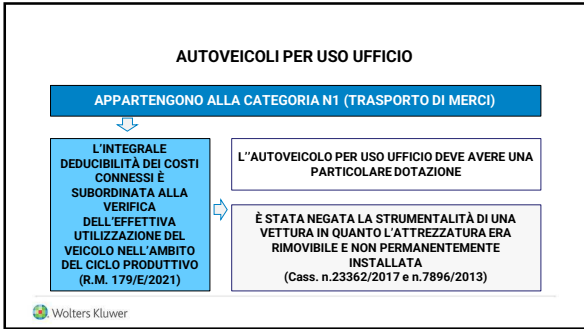 AUTOVEICOLI PER USO UFFICIO
APPARTENGONO ALLA CATEGORIA N1 (TRASPORTO DI MERCI)
L'INTEGRALE
DEDUCIBILITÀ DEI COSTI
CONNESSI È
SUBORDINATA ALLA
VERIFICA
DELL'EFFETTIVA
UTILIZZAZIONE DEL
VEICOLO NELL'AMBITO
DEL CICLO PRODUTTIVO
(R.M. 179/E/2021)
L''AUTOVEICOLO PER USO UFFICIO DEVE AVERE UNA
PARTICOLARE DOTAZIONE
È STATA NEGATA LA STRUMENTALITÀ DI UNA
VETTURA IN QUANTO L'ATTREZZATURA ERA
RIMOVIBILE E NON PERMANENTEMENTE
INSTALLATA
(Cass. n.23362/2017 e n.7896/2013)
Wolters Kluwer